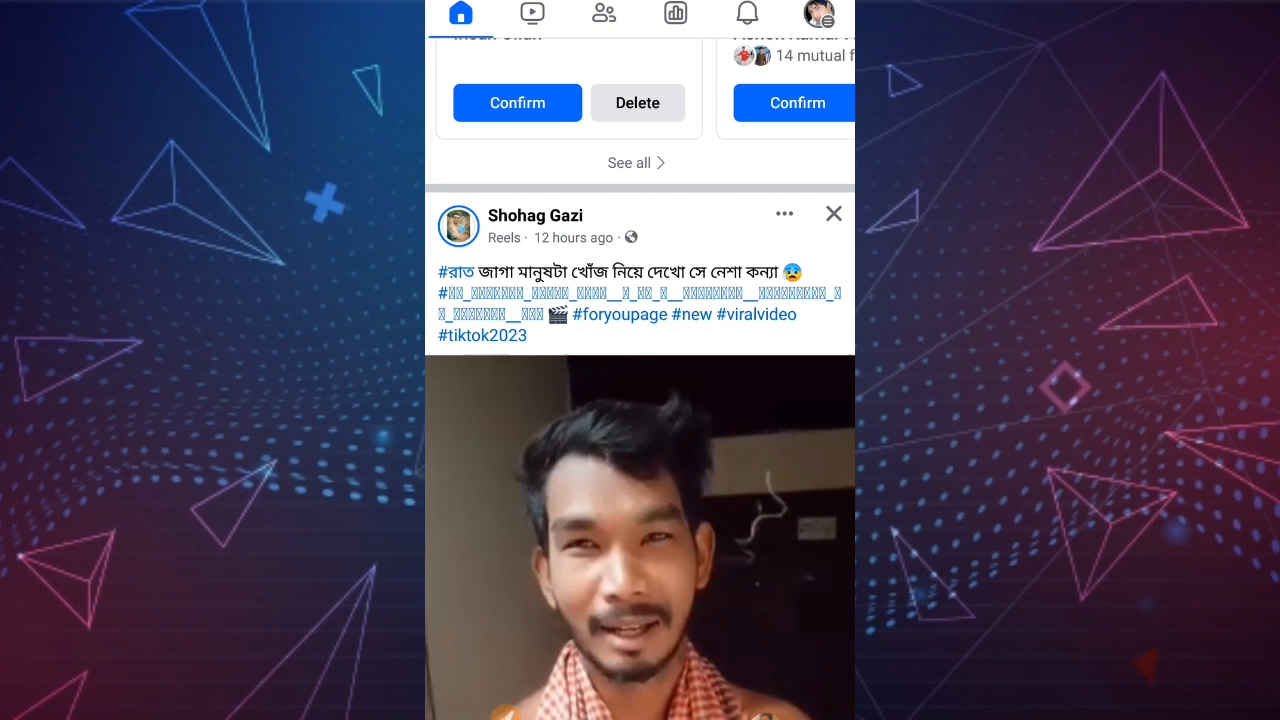 14 mutual f
Confirm
Delete
Confirm
See all
Shohag Gazi
Reels · 12 hours ago ·
#রাত জাগা মানুষটা খোঁজ নিয়ে দেখো সে নেশা কন্যা 😰
🎬 #foryoupage #new #viralvideo
#tiktok2023